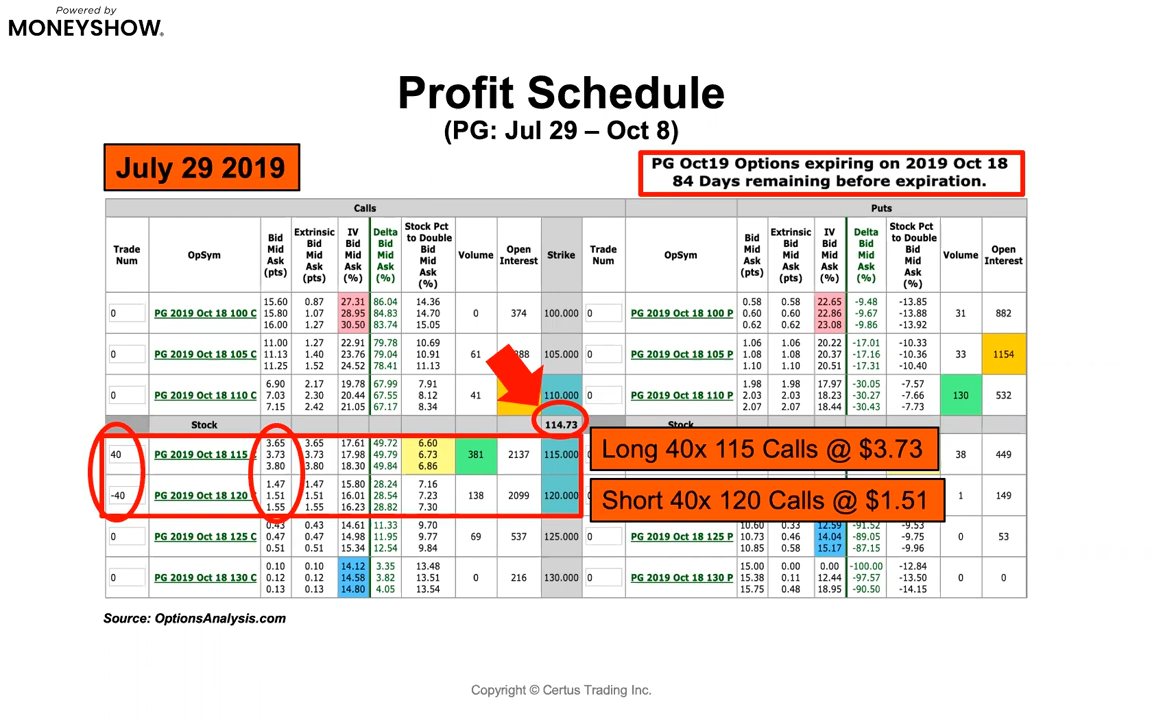 Powered by
MONEYSHOW®
Profit Schedule
(PG: Jul 29 – Oct 8)
July 29 2019
PG Oct19 Options expiring on 2019 Oct 18
84 Days remaining before expiration.
Calls Puts
Trade Num OpSym Bid Mid Ask (pts) Extrinsic Bid Mid Ask (pts) IV Bid Mid Ask (%) Delta Bid Mid Ask (%) Stock Pct to Double Bid Mid Ask (%) Volume Open Interest Strike Trade Num OpSym Bid Mid Ask (pts) Extrinsic Bid Mid Ask (pts) IV Bid Mid Ask (%) Delta Bid Mid Ask (%) Stock Pct to Double Bid Mid Ask (%) Volume Open Interest
15.60 0.87 27.31 86.04 14.36 0.58 0.58 22.65 -9.48 -13.85
0 PG 2019 Oct 18 100 C 15.80 1.07 28.95 84.83 14.70 0 374 100.000 0 PG 2019 Oct 18 100 P 0.60 0.60 22.86 -9.67 -13.88 31 882
16.00 1.27 30.50 83.74 15.05 0.62 0.62 23.08 -9.86 -13.92
11.00 1.27 22.91 79.78 10.69 1.06 1.06 20.22 -17.01 -10.33
0 PG 2019 Oct 18 105 C 11.13 1.40 23.76 79.04 10.91 61 105.000 0 PG 2019 Oct 18 105 P 1.08 1.08 20.37 -17.16 -10.36 33 1154
11.25 1.52 24.52 78.41 11.13 1.10 1.10 20.51 -17.31 -10.40
6.90 2.17 19.78 67.99 7.91 1.98 1.98 17.97 -30.05 -7.57
0 PG 2019 Oct 18 110 C 7.03 2.30 20.44 67.55 8.12 41 110.000 0 PG 2019 Oct 18 110 P 2.03 2.03 18.21 -30.27 -7.66 130 532
7.15 2.42 21.05 67.17 8.34 2.07 2.07 18.44 -30.43 -7.73
Stock 114.73 Stock
3.65 3.65 17.61 49.72 6.60
40 PG 2019 Oct 18 115 3.73 3.73 17.98 49.79 6.73 381 2137 115.000 Long 40x 115 Calls @ $3.73 38 449
3.80 3.80 18.30 49.84 6.86
1.47 1.47 15.80 28.24 7.16
-40 PG 2019 Oct 18 120 C 1.51 1.51 16.01 28.54 7.23 138 2099 120.000 Short 40x 120 Calls @ $1.51 1 149
1.55 1.55 16.23 28.82 7.30
0.43 0.43 14.61 11.33 9.70 10.60 0.33 12.59 -91.52 -9.53
0 PG 2019 Oct 18 125 C 0.47 0.47 14.98 11.95 9.77 69 537 125.000 0 PG 2019 Oct 18 125 P 10.73 0.46 14.04 -89.05 -9.75 0 53
0.51 0.51 15.34 12.54 9.84 10.85 0.58 15.17 -87.15 -9.96
0.10 0.10 14.12 3.35 13.48 15.00 0.00 0.00 -100.00 -12.84
0 PG 2019 Oct 18 130 C 0.12 0.12 14.58 3.82 13.51 0 216 130.000 0 PG 2019 Oct 18 130 P 15.38 0.11 12.44 -97.57 -13.50 0 0
0.13 0.13 14.80 4.05 13.54 15.75 0.48 18.95 -90.50 -14.15
Source: OptionsAnalysis.com
Copyright © Certus Trading Inc.